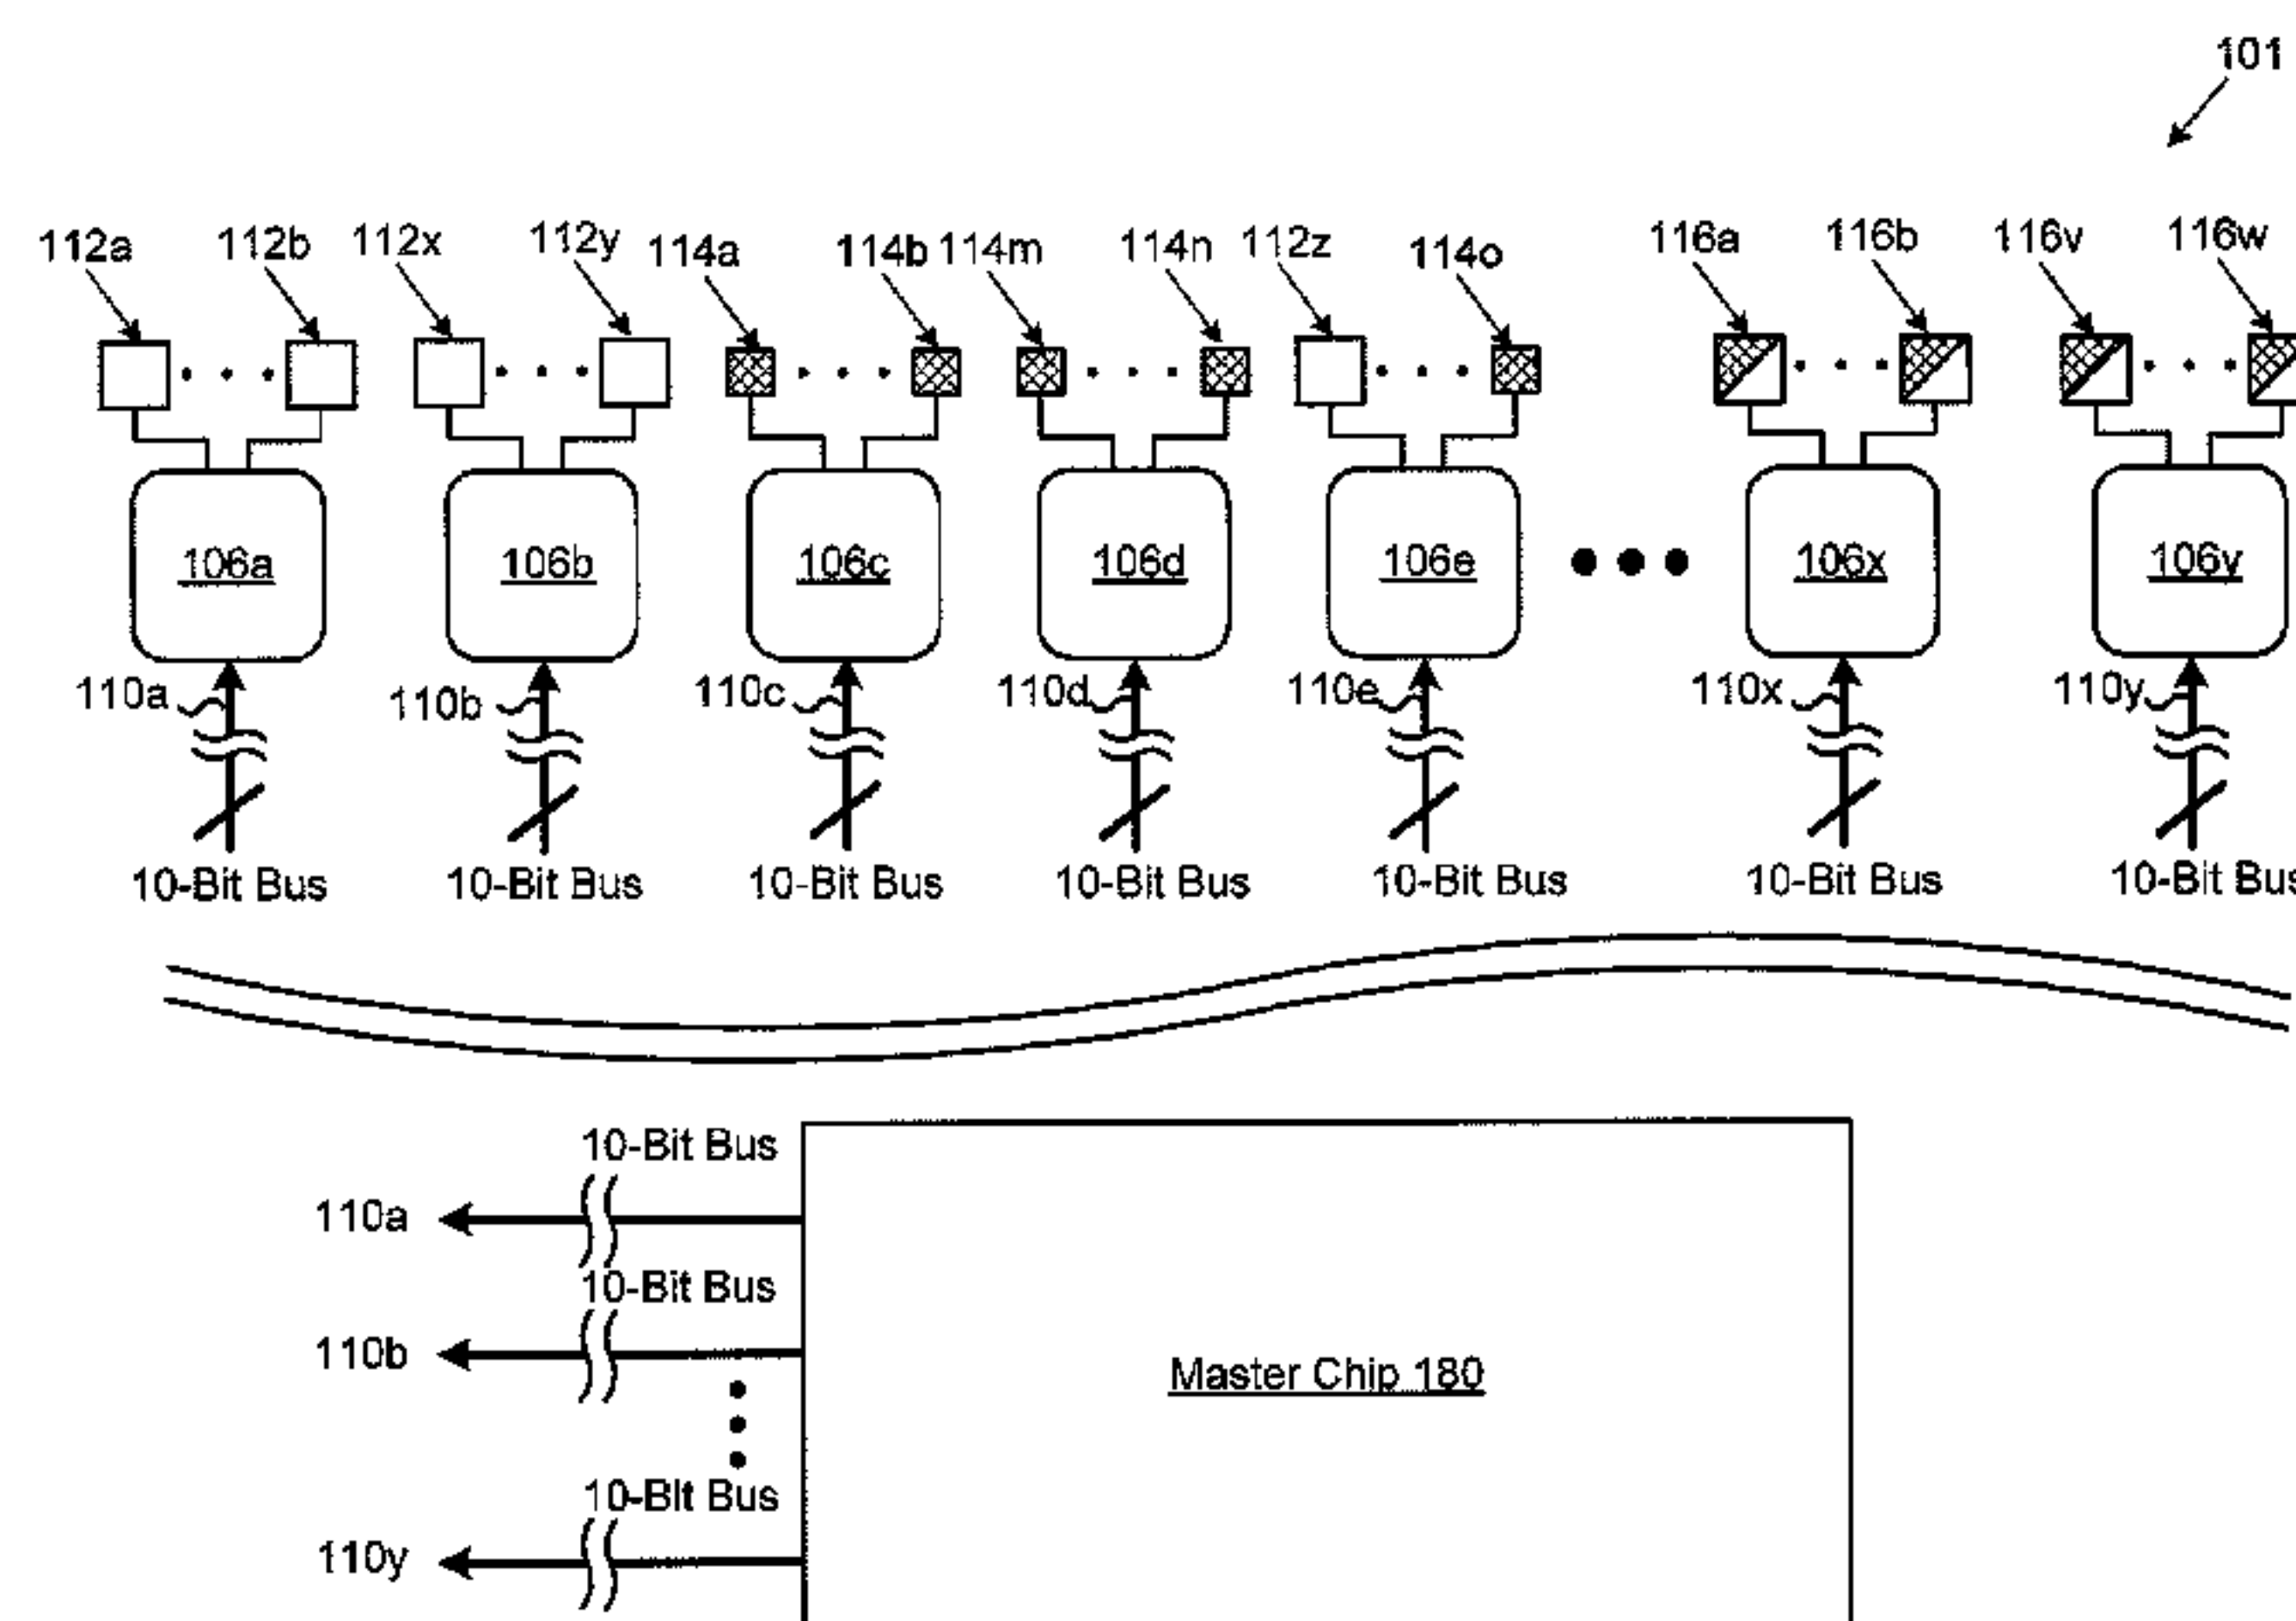 101
112a 112b 112x 112y 114a 114b 114m 114n 112z 114o 116a 116b 116v 116w
106a 106b 106c 106d 106e 106x 106y
110a 110b 110c 110d 110e 110x 110y
10-Bit Bus 10-Bit Bus 10-Bit Bus 10-Bit Bus 10-Bit Bus 10-Bit Bus 10-Bit Bus
10-Bit Bus
110a
10-Bit Bus
110b
Master Chip 180
10-Bit Bus
110y